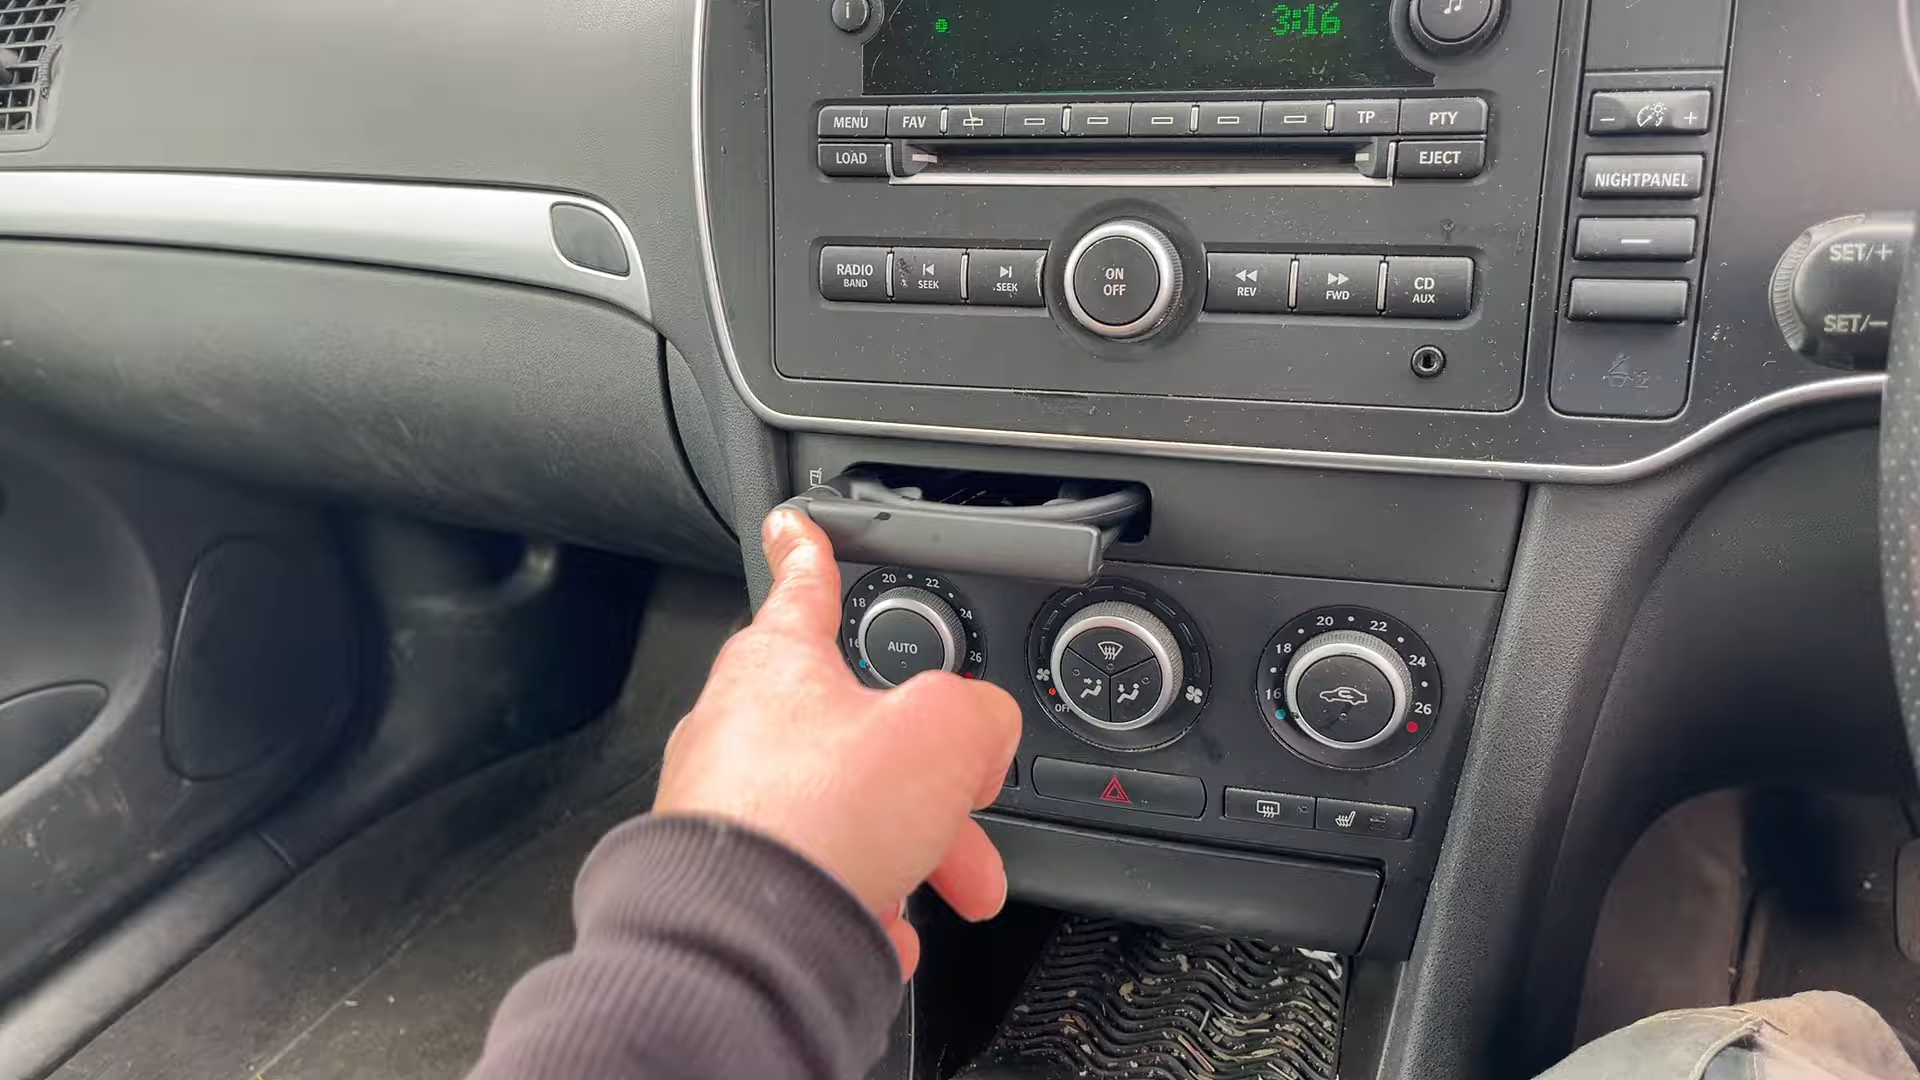 i
3:16
MENU FAV TP PTY
LOAD EJECT
NIGHTPANEL
RADIO BAND
SEEK
SEEK
ON OFF
REV
FWD
CD AUX
SET/+
SET/-
16 18 20 22 24 26
AUTO
OFF
16 18 20 22 24 26